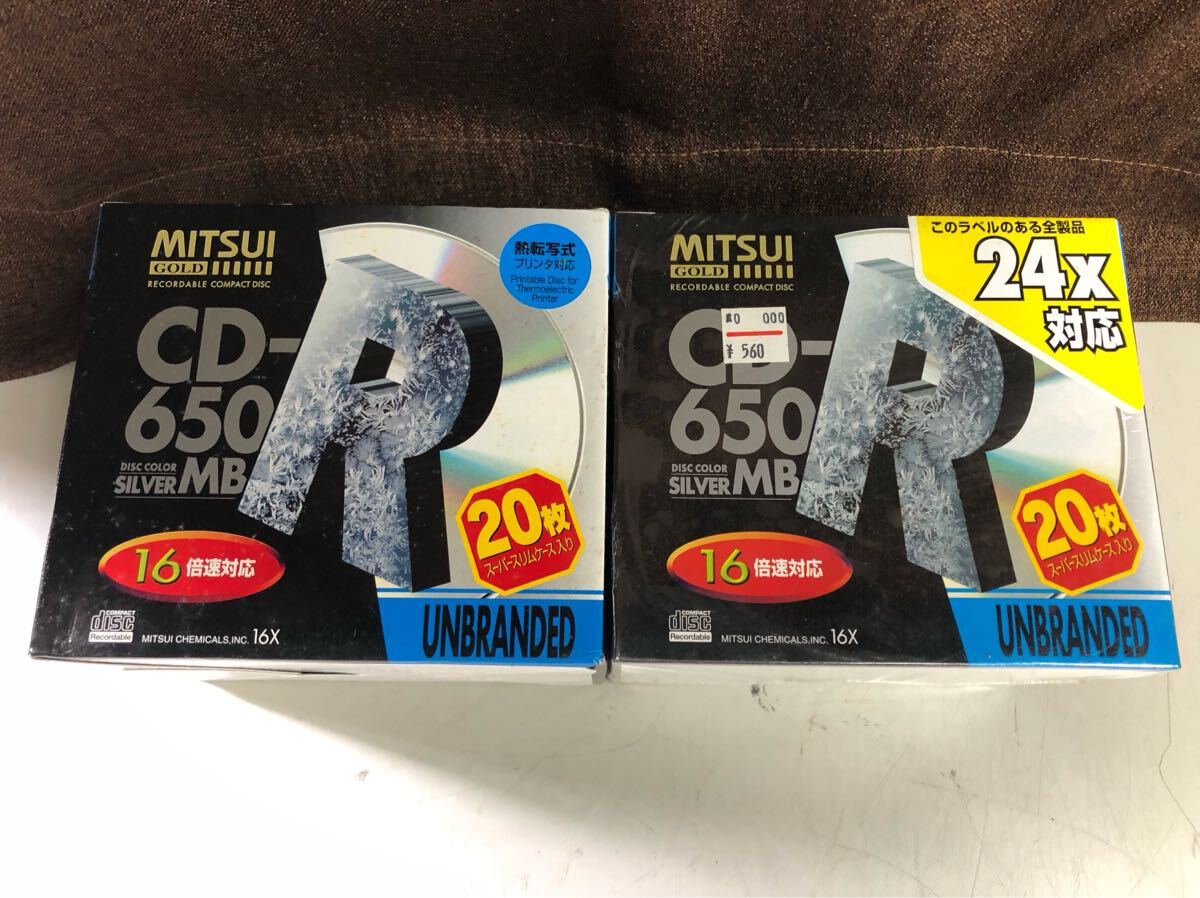 MITSUI
GOLD
RECORDABLE COMPACT DISC
熱転写式
プリンタ対応
Printable Disc for
Thermoelectric
Printer
CD-R
650
DISC COLOR
SILVER MB
20枚
スーパースリムケース入り
16倍速対応
COMPACT
disc
Recordable
MITSUI CHEMICALS,INC. 16X
UNBRANDED
MITSUI
GOLD
RECORDABLE COMPACT DISC
このラベルのある全製品
24x
対応
000
¥ 560
CD-R
650
DISC COLOR
SILVER MB
20枚
スーパースリムケース入り
16倍速対応
COMPACT
disc
Recordable
MITSUI CHEMICALS,INC. 16X
UNBRANDED